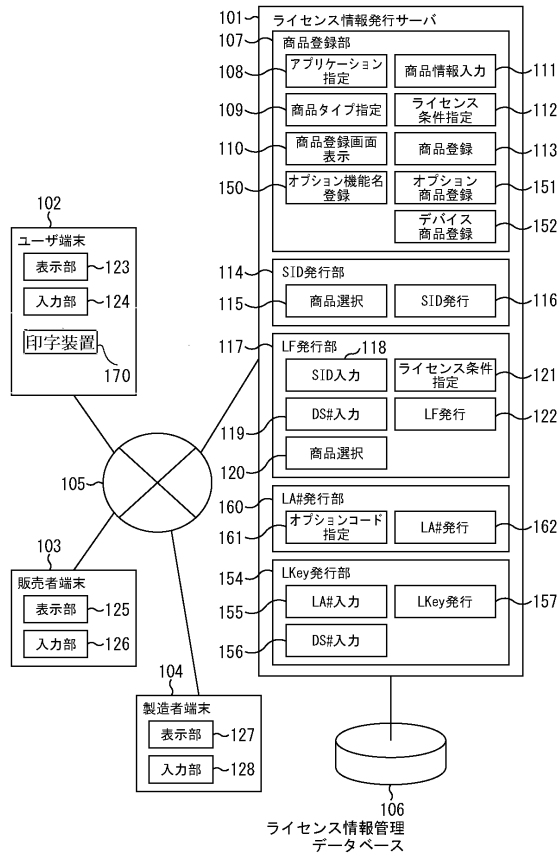 101
ライセンス情報発行サーバ
107
商品登録部
108
アプリケーション
指定
商品情報入力
111
109
商品タイプ指定
ライセンス
条件指定
112
110
商品登録画面
表示
商品登録
113
150
オプション機能名
登録
オプション
商品登録
151
デバイス
商品登録
152
102
ユーザ端末
表示部
123
入力部
124
印字装置
170
114
SID発行部
115
商品選択
SID発行
116
117
LF発行部
118
SID入力
ライセンス条件
指定
121
119
DS#入力
LF発行
122
120
商品選択
105
160
LA#発行部
161
オプションコード
指定
LA#発行
162
103
販売者端末
表示部
125
入力部
126
154
LKey発行部
155
LA#入力
LKey発行
157
156
DS#入力
104
製造者端末
表示部
127
入力部
128
106
ライセンス情報管理
データベース